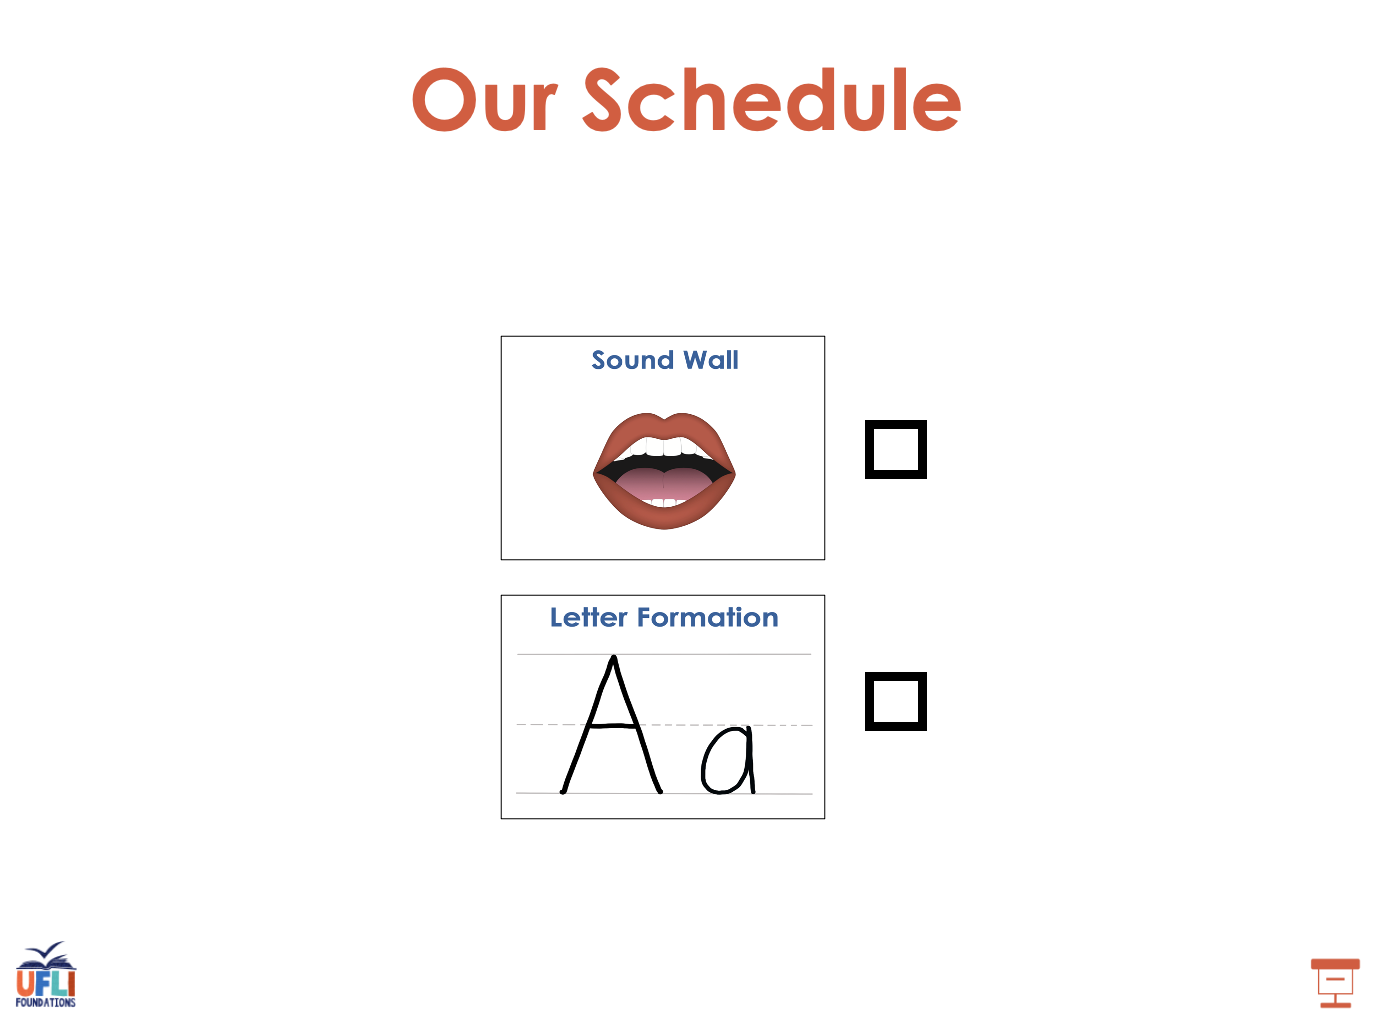 Our Schedule
Sound Wall
Letter Formation
A a
UFLI
FOUNDATIONS